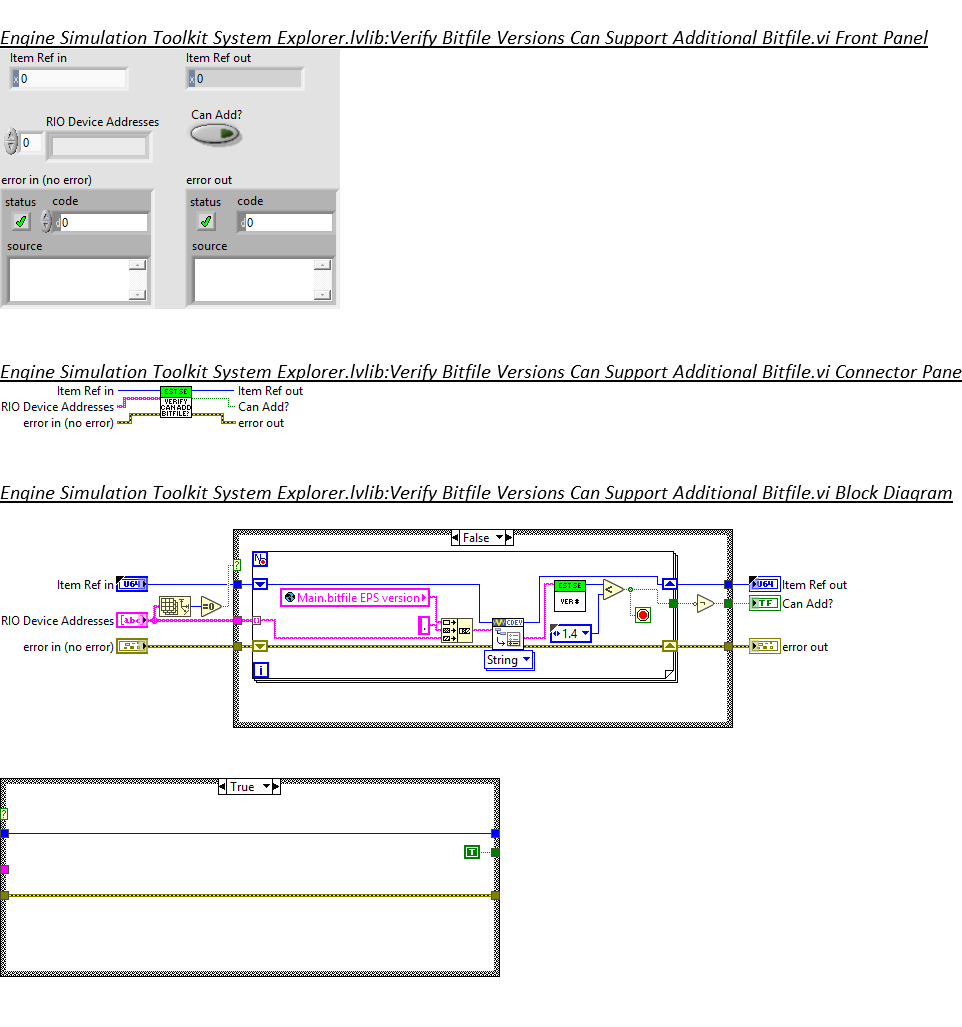 Engine Simulation Toolkit System Explorer.lvlib:Verify Bitfile Versions Can Support Additional Bitfile.vi Front Panel
Item Ref in
Item Ref out
x 0
x 0
RIO Device Addresses
Can Add?
0
error in (no error)
error out
status
code
status
code
d 0
d 0
source
source
Engine Simulation Toolkit System Explorer.lvlib:Verify Bitfile Versions Can Support Additional Bitfile.vi Connector Pane
Item Ref in
EST SE
Item Ref out
RIO Device Addresses
VERIFY
CAN ADD
BITFILE?
Can Add?
error in (no error)
error out
Engine Simulation Toolkit System Explorer.lvlib:Verify Bitfile Versions Can Support Additional Bitfile.vi Block Diagram
False
?
N
Item Ref in
U64
Main.bitfile EPS version
EST SE
VER #
<
U64
Item Ref out
=0
TF
Can Add?
RIO Device Addresses
abc
.
CDEV
1.4
error in (no error)
error out
String
i
True
?
T